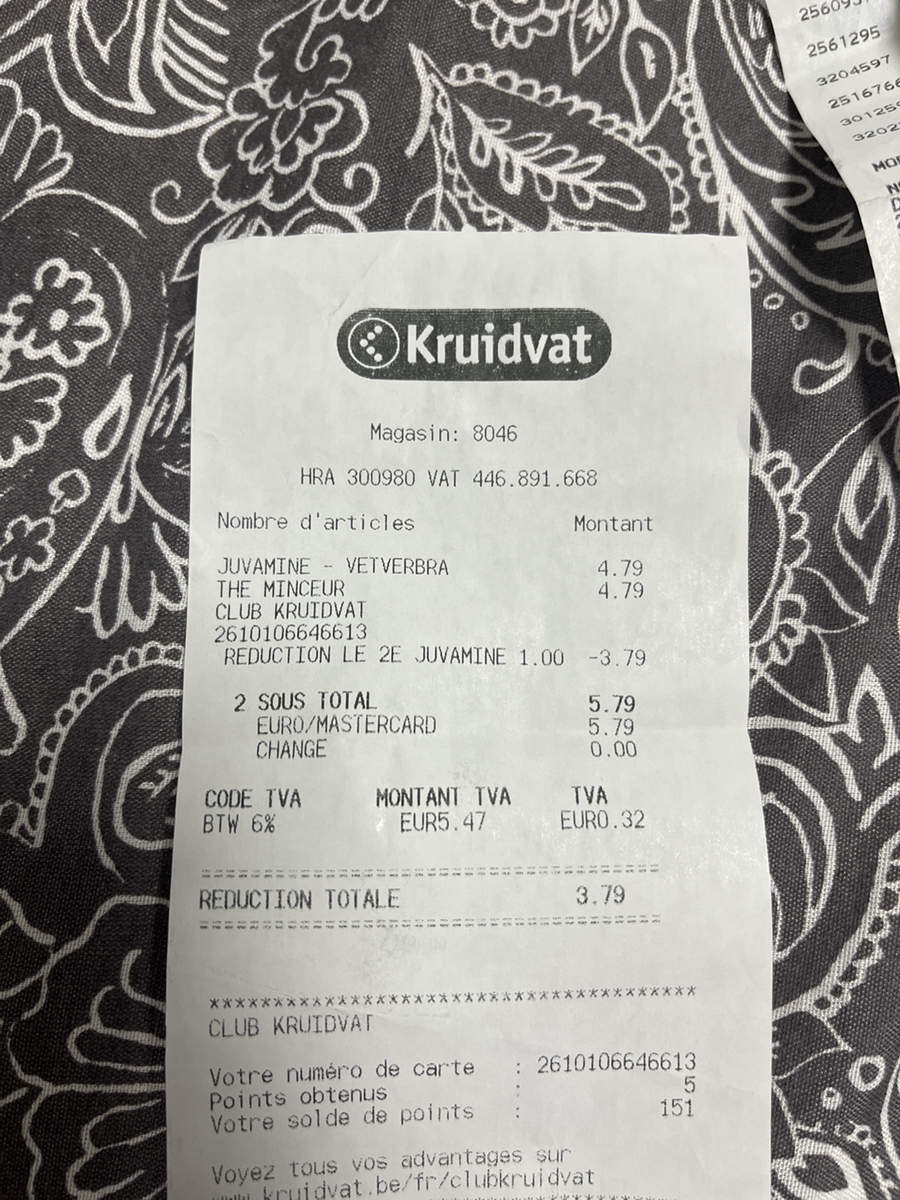 2561295
3204597
Kruidvat
Magasin: 8046
HRA 300980 VAT 446.891.668
Nombre d'articles Montant
JUVAMINE - VETVERBRA 4.79
THE MINCEUR 4.79
CLUB KRUIDVAT
2610106646613
REDUCTION LE 2E JUVAMINE 1.00 -3.79
2 SOUS TOTAL 5.79
EURO/MASTERCARD 5.79
CHANGE 0.00
CODE TVA MONTANT TVA TVA
BTW 6% EUR5.47 EUR0.32
REDUCTION TOTALE 3.79
****************************************
CLUB KRUIDVAT
Votre numéro de carte : 2610106646613
Points obtenus : 5
Votre solde de points : 151
Voyez tous vos advantages sur
kruidvat.be/fr/clubkruidvat